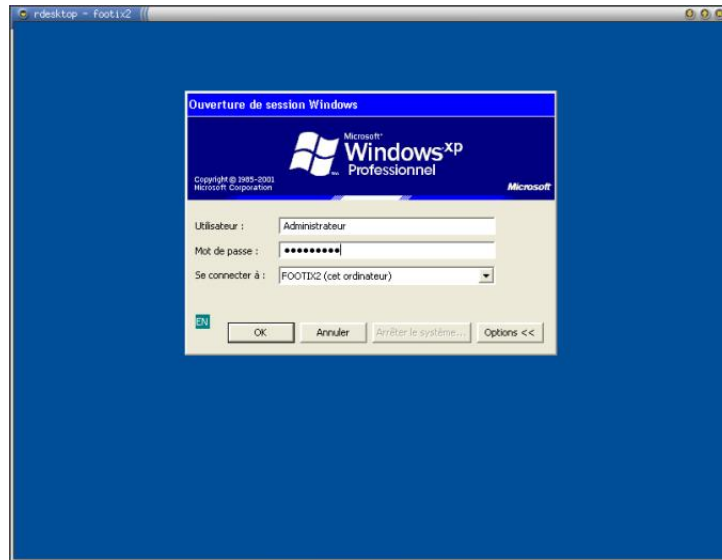 rdesktop - footix2
Ouverture de session Windows
Microsoft®
Windows xp
Professionnel
Copyright © 1985-2001
Microsoft Corporation
Microsoft
Utilisateur :
Administrateur
Mot de passe :
●●●●●●●●●
Se connecter à :
FOOTIX2 (cet ordinateur)
EN
OK
Annuler
Arrêter le système...
Options <<